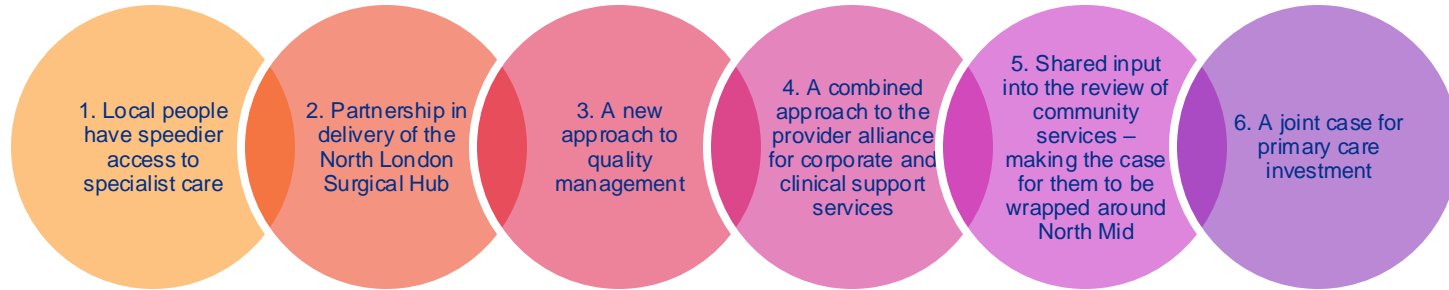 1. Local people
have speedier
access to
specialist care
2. Partnership in
delivery of the
North London
Surgical Hub
3. A new
approach to
quality
management
4. A combined
approach to the
provider alliance
for corporate and
clinical support
services
5. Shared input
into the review of
community
services –
making the case
for them to be
wrapped around
North Mid
6. A joint case for
primary care
investment